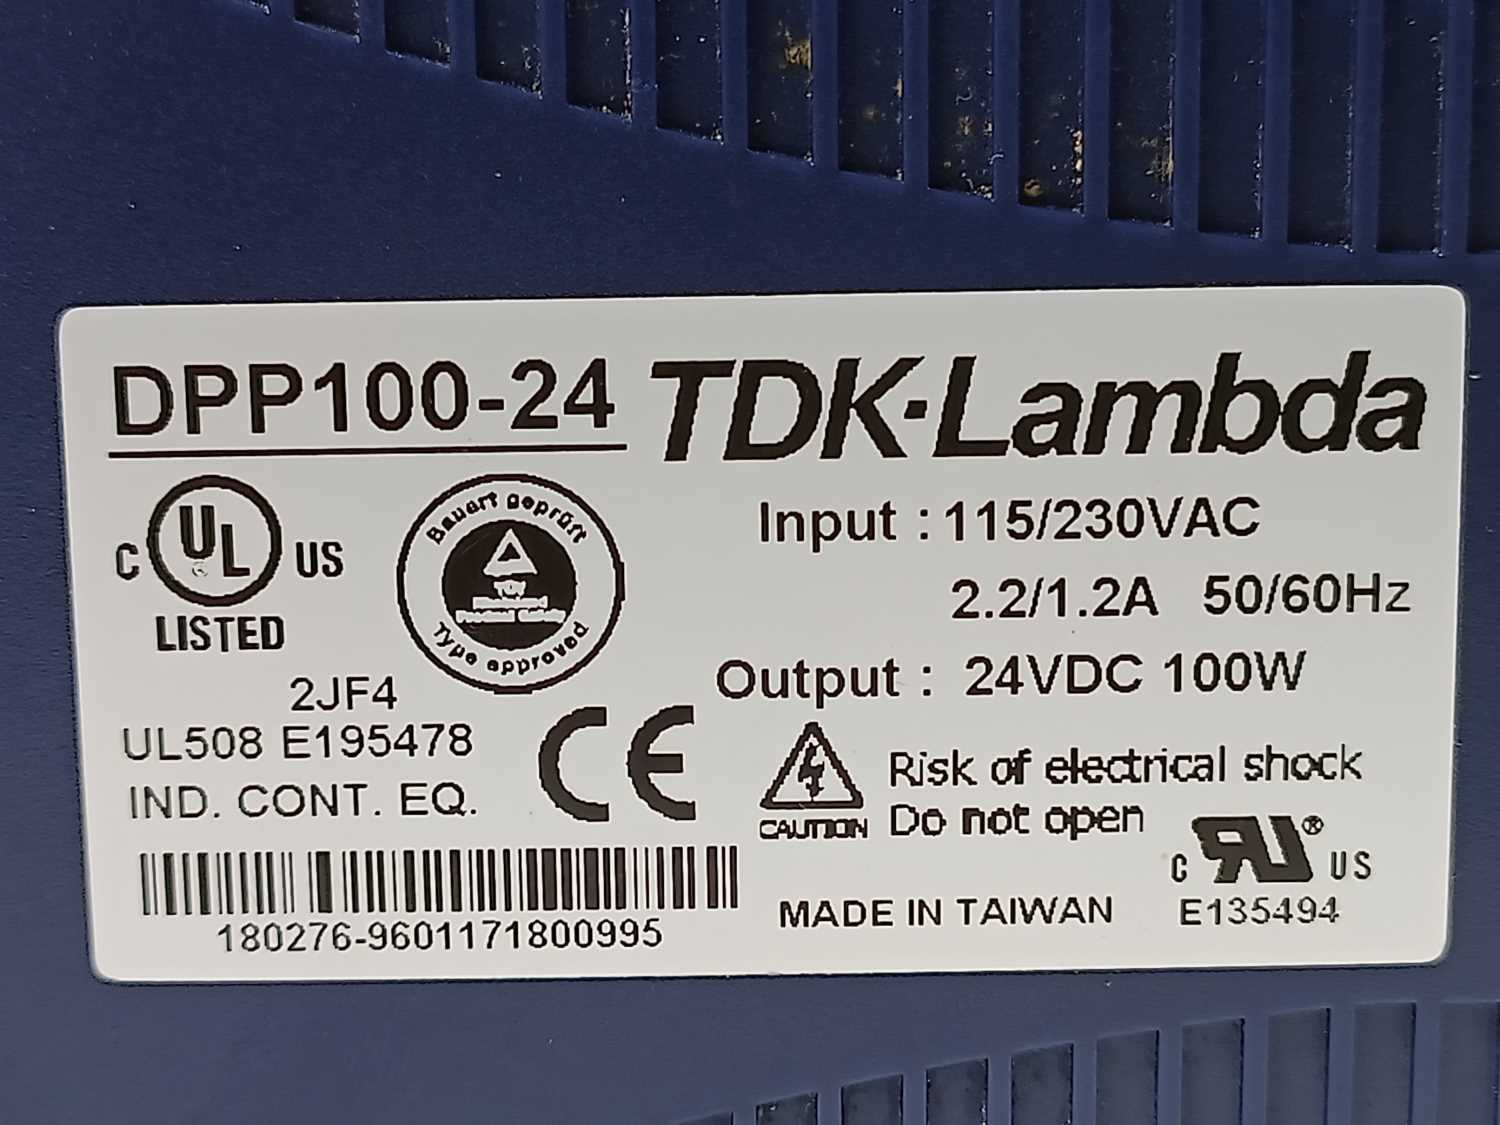 DPP100-24 TDK·Lambda
C UL US
LISTED
Bauart geprüft
TÜV
Type approved
Input : 115/230VAC
2.2/1.2A 50/60Hz
Output : 24VDC 100W
2JF4
UL508 E195478
IND. CONT. EQ.
CE
CAUTION
Risk of electrical shock
Do not open
C RU® US
E135494
MADE IN TAIWAN
180276-9601171800995